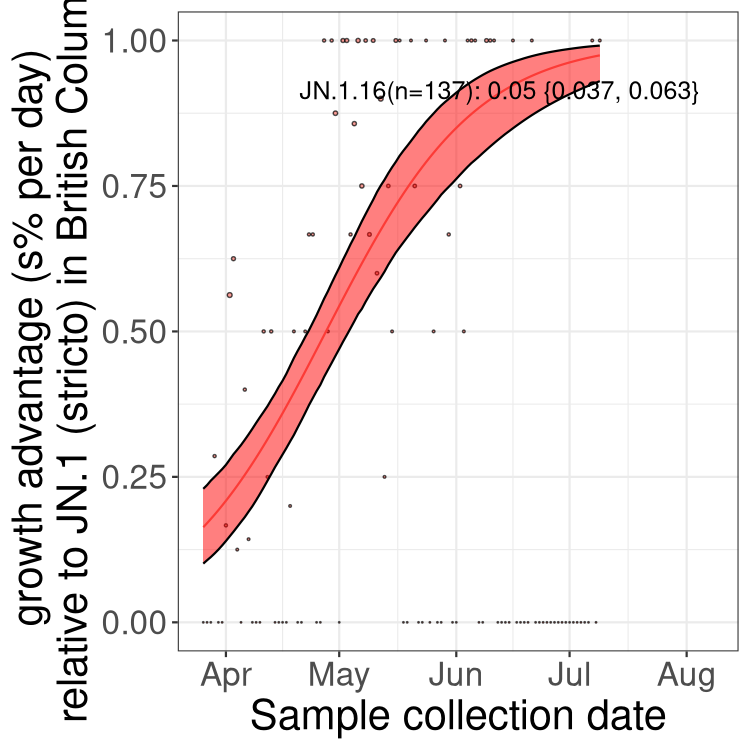 growth advantage (s% per day)
relative to JN.1 (stricto) in British Colum
1.00
0.75
0.50
0.25
0.00
JN.1.16(n=137): 0.05 {0.037, 0.063}
Apr May Jun Jul Aug
Sample collection date